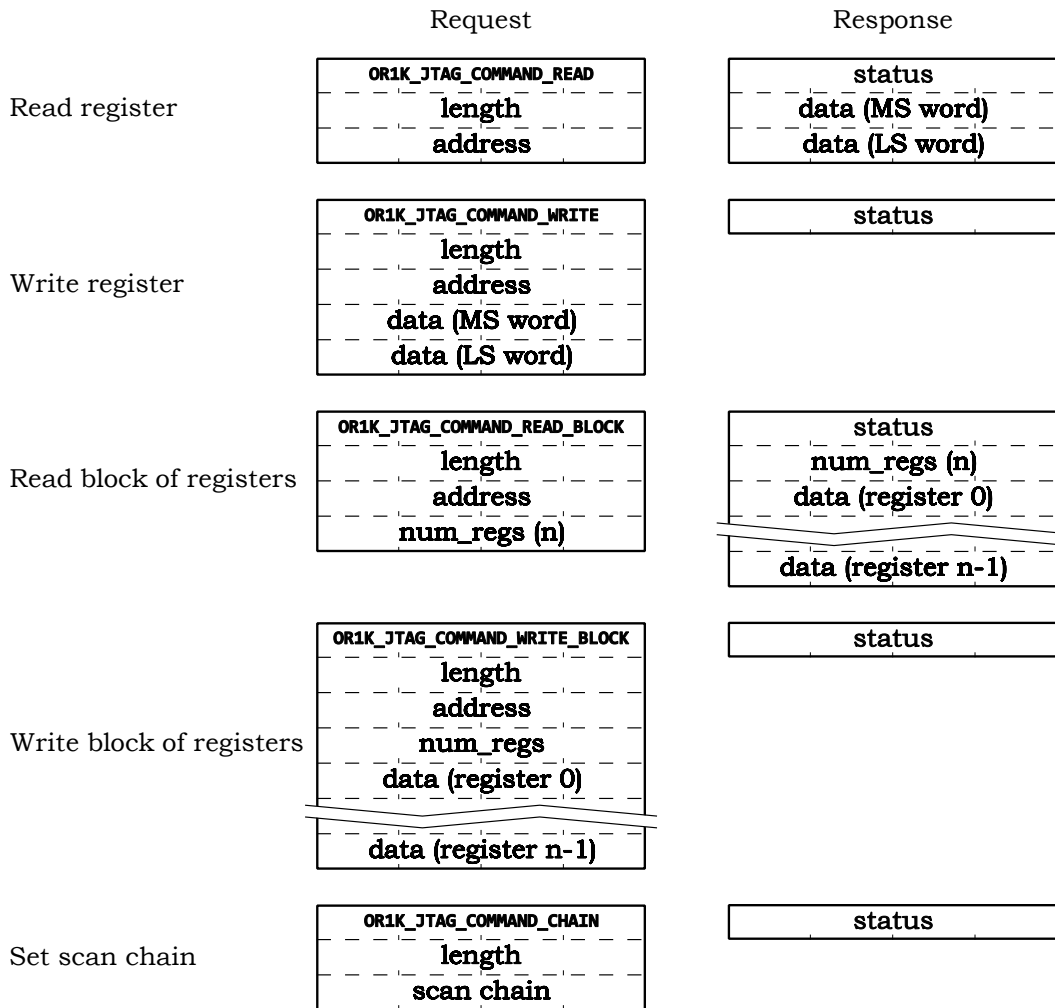 Request Response
Read register
OR1K_JTAG_COMMAND_READ
length
address
status
data (MS word)
data (LS word)
Write register
OR1K_JTAG_COMMAND_WRITE
length
address
data (MS word)
data (LS word)
status
Read block of registers
OR1K_JTAG_COMMAND_READ_BLOCK
length
address
num_regs (n)
status
num_regs (n)
data (register 0)
data (register n-1)
Write block of registers
OR1K_JTAG_COMMAND_WRITE_BLOCK
length
address
num_regs
data (register 0)
data (register n-1)
status
Set scan chain
OR1K_JTAG_COMMAND_CHAIN
length
scan chain
status